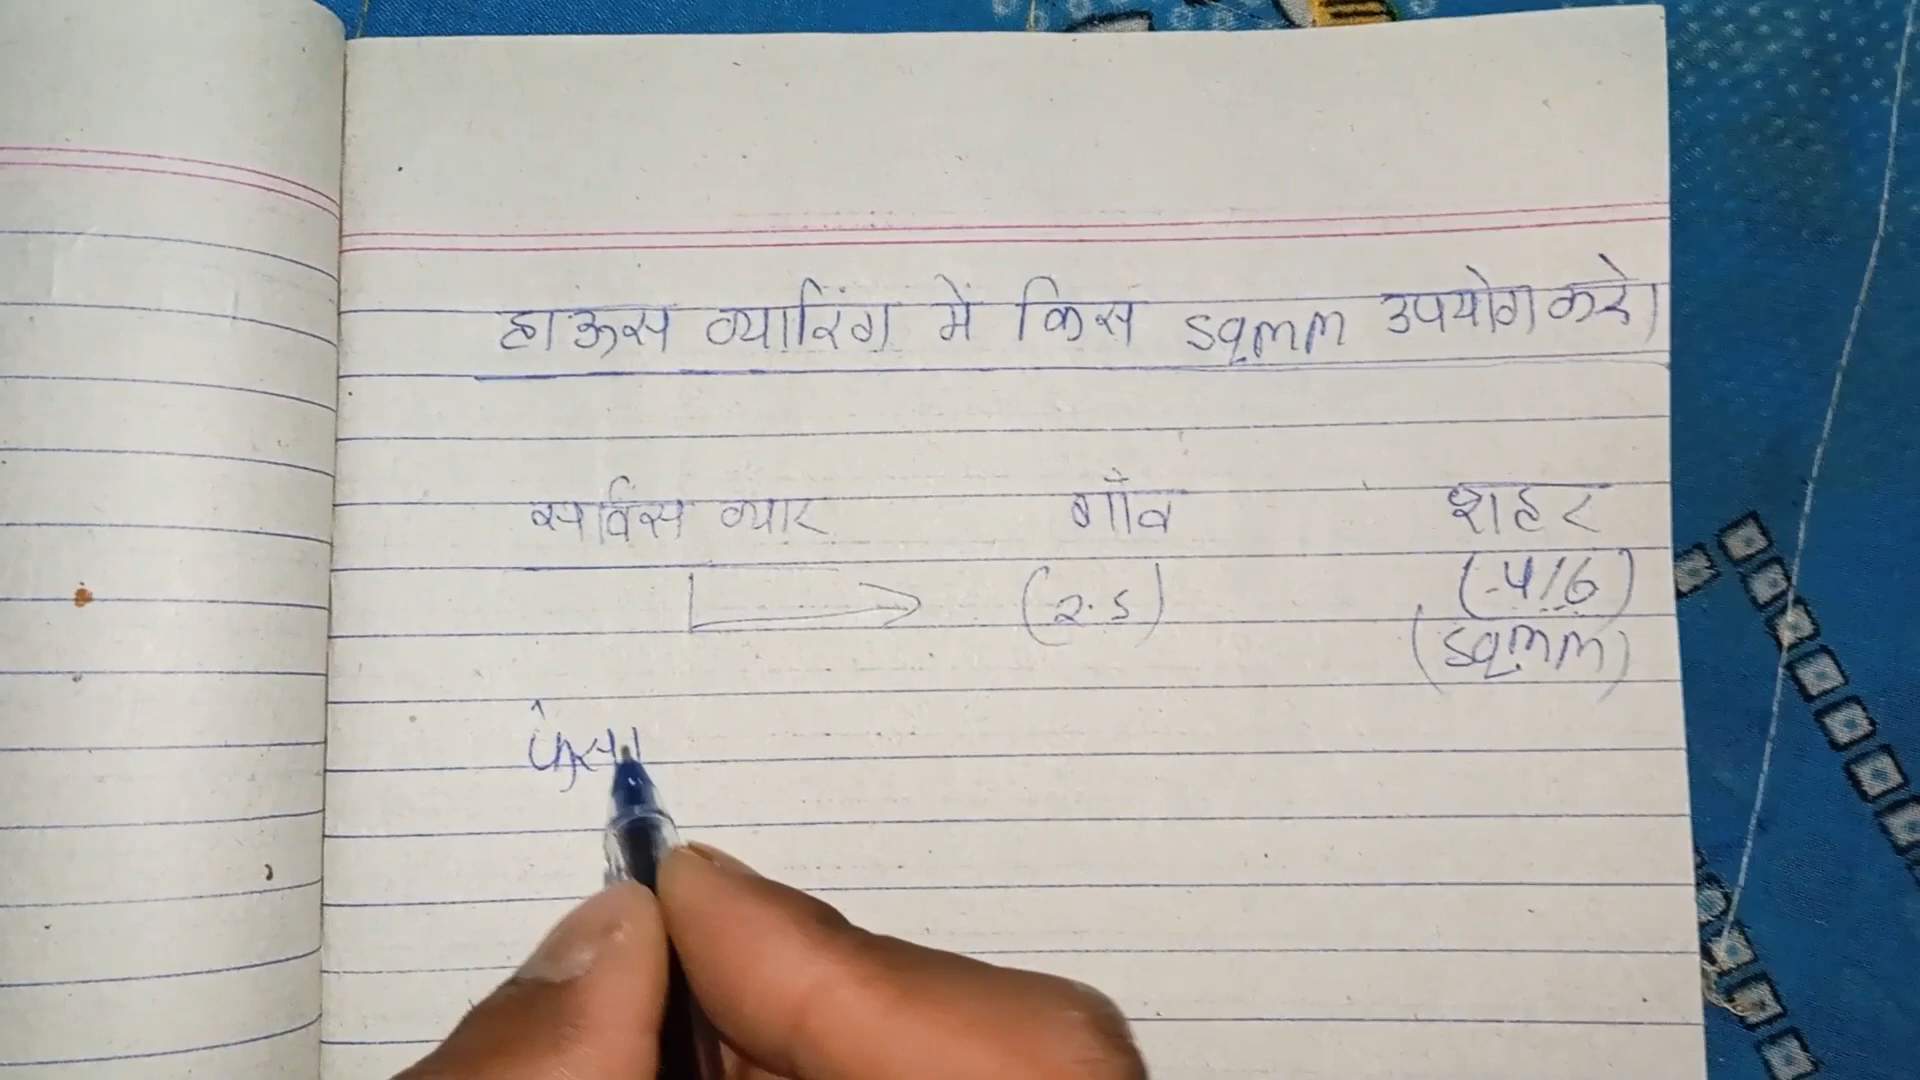 हाऊस व्यारिंग में किस sqmm उपयोग करे।
सर्विस व्यार गाँव शहर
(2.5) (4/6)
(sqmm)
फेस